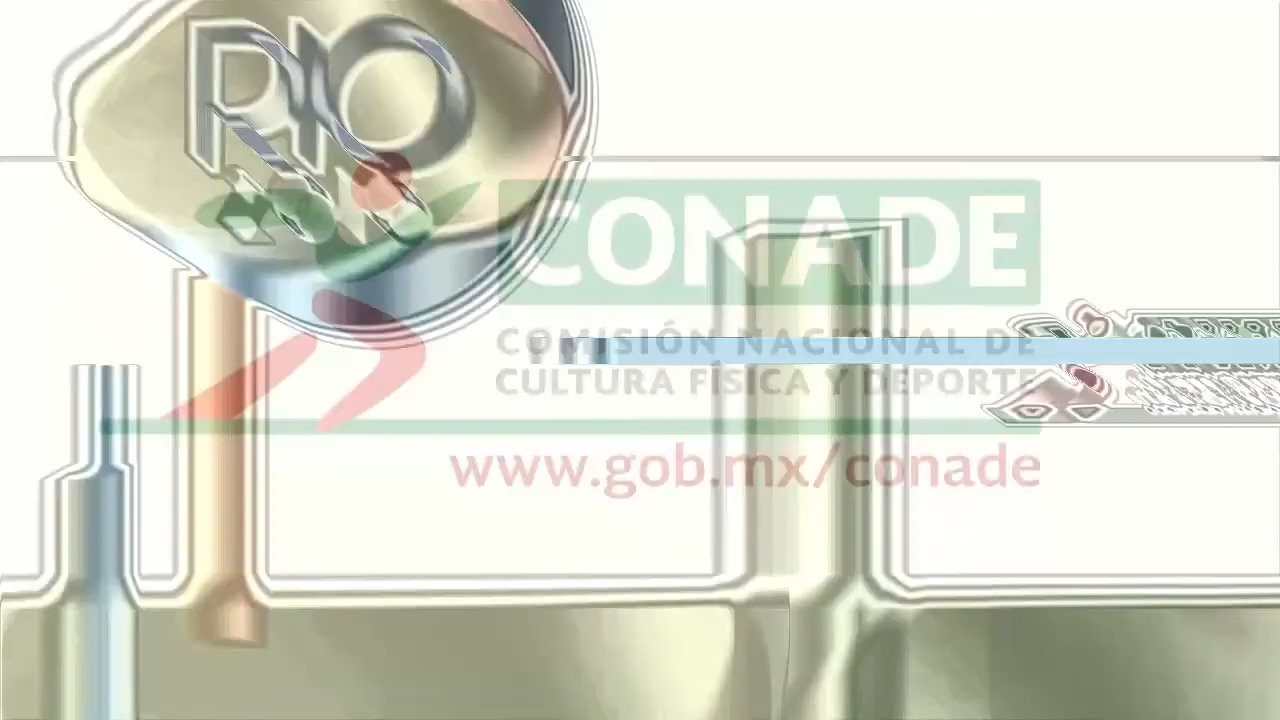 RIO
CONADE
COMISIÓN NACIONAL DE
CULTURA FÍSICA Y DEPORTE
www.gob.mx/conade